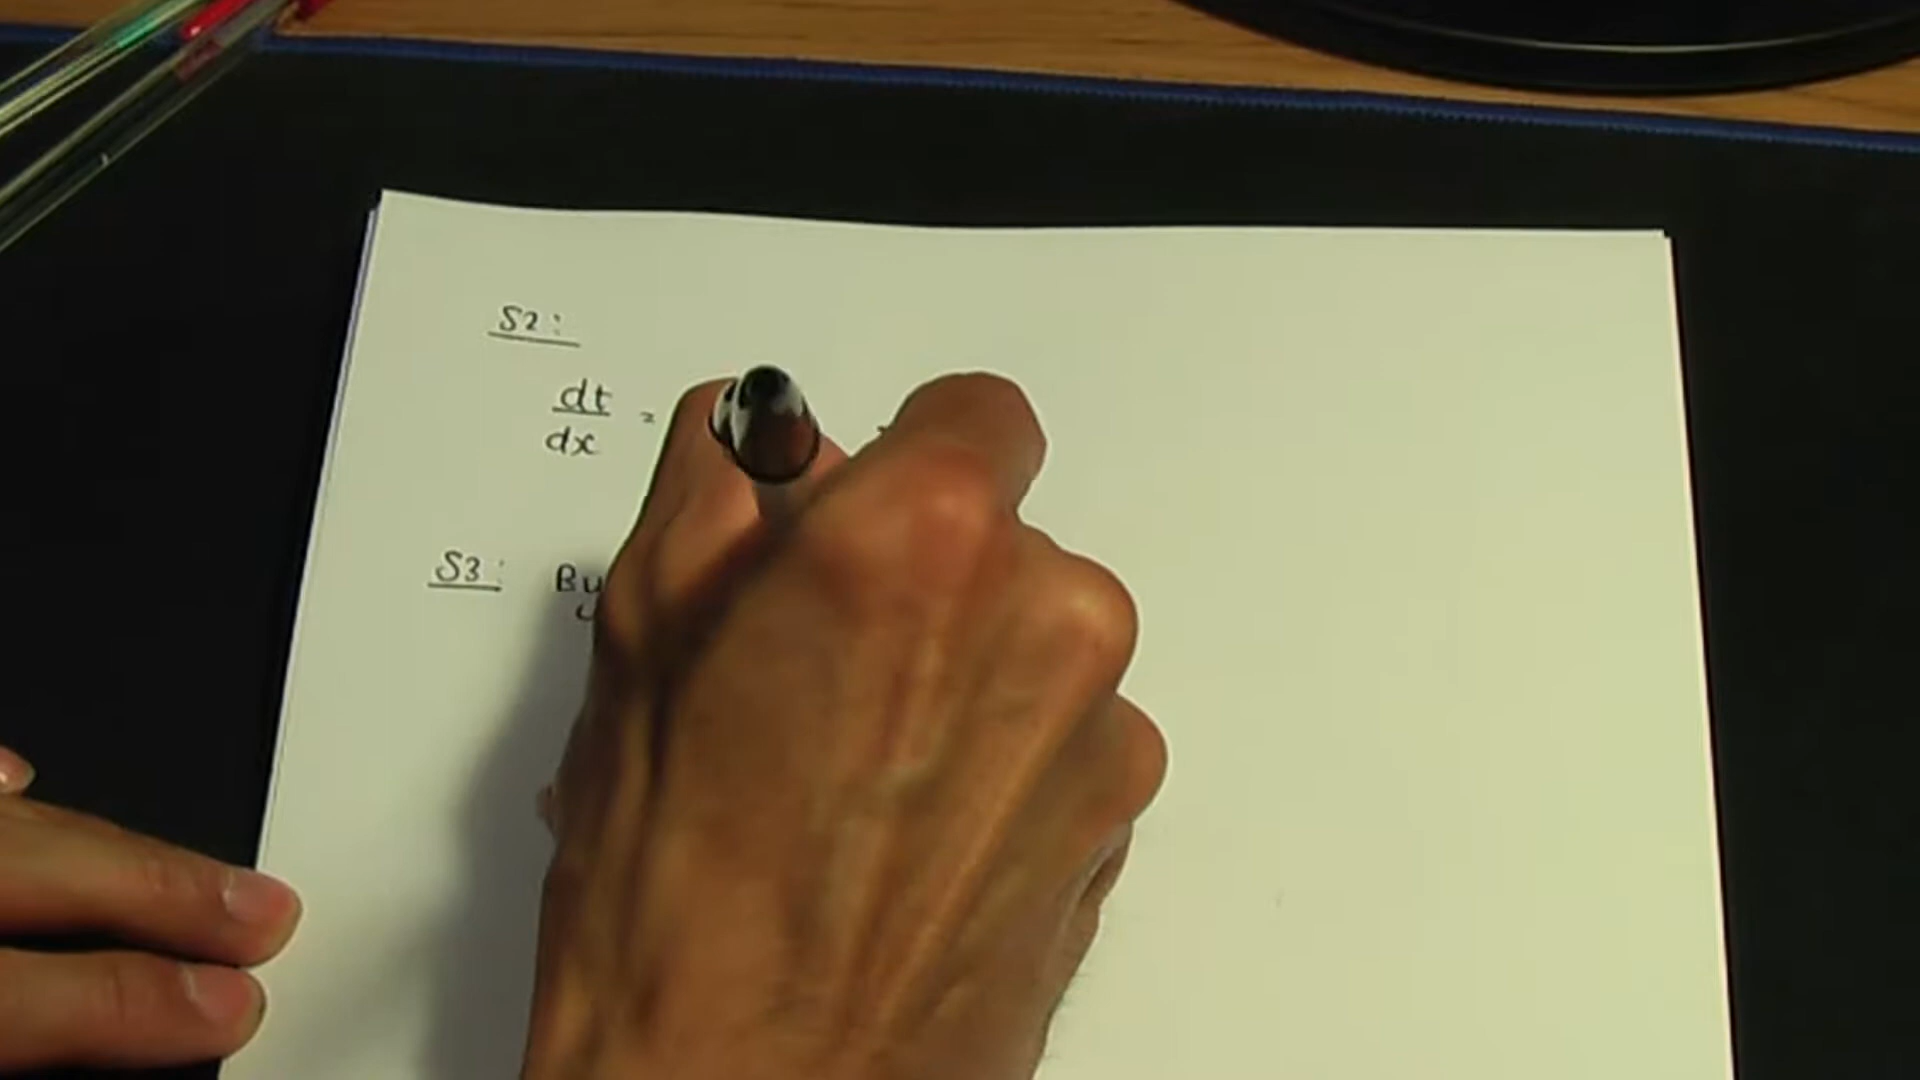 S2:
dt/dx =
S3: By